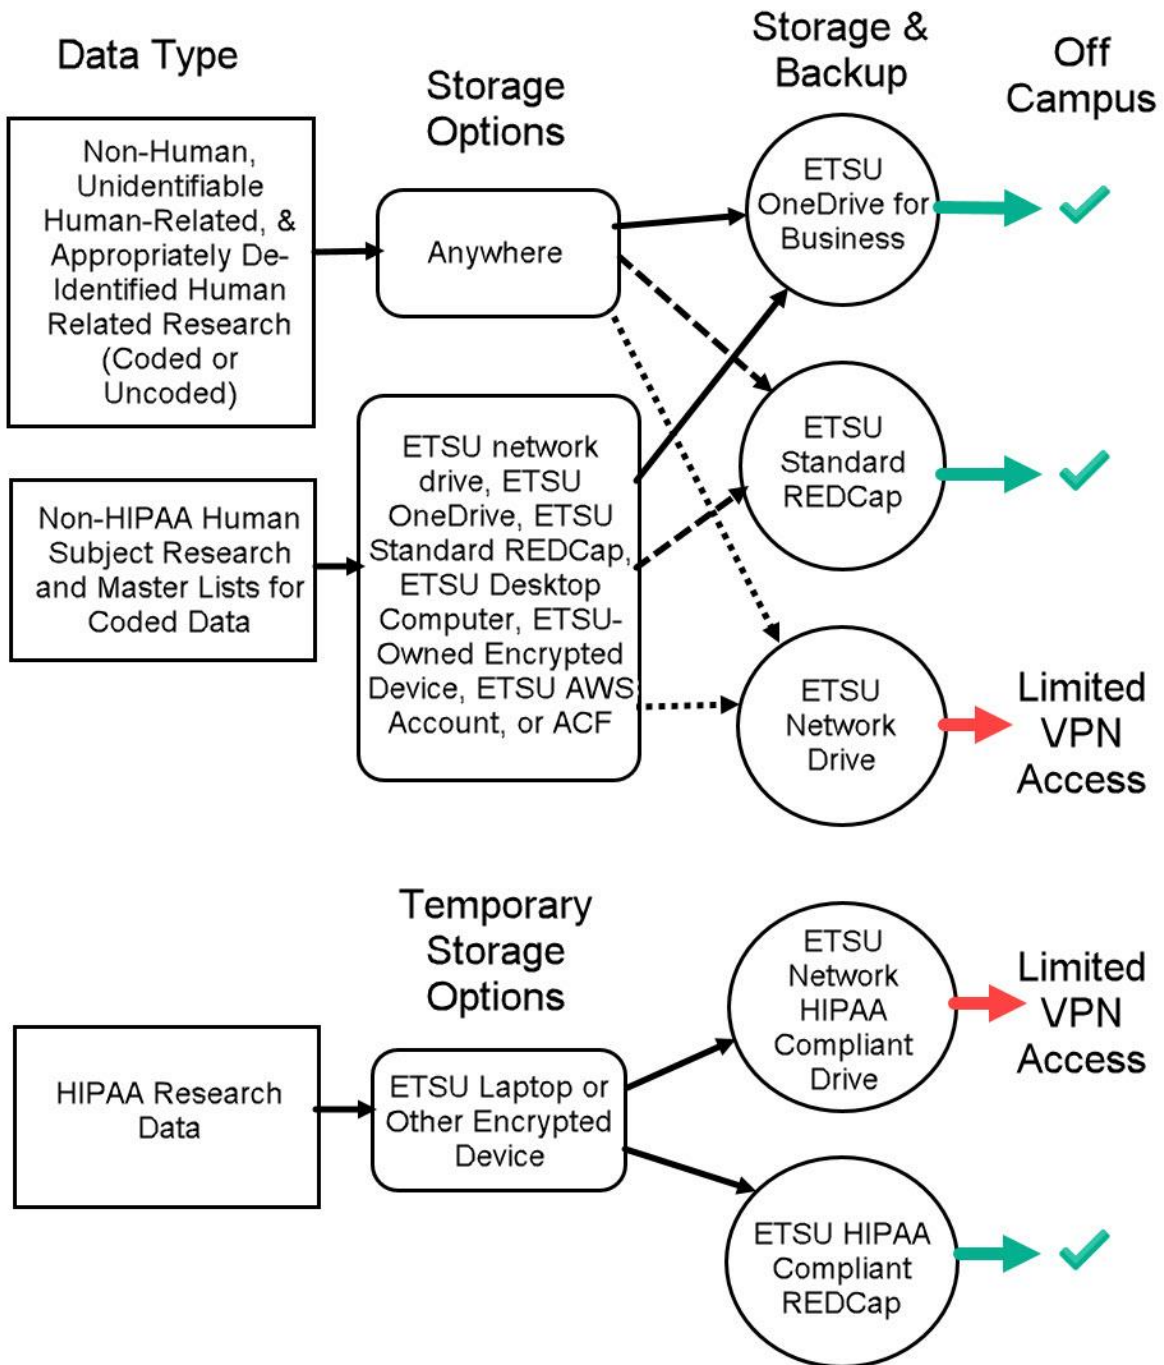 Data Type
Storage
Options
Storage &
Backup
Off
Campus
Non-Human,
Unidentifiable
Human-Related, &
Appropriately De-
Identified Human
Related Research
(Coded or
Uncoded)
Anywhere
ETSU
OneDrive for
Business
Non-HIPAA Human
Subject Research
and Master Lists for
Coded Data
ETSU network
drive, ETSU
OneDrive, ETSU
Standard REDCap,
ETSU Desktop
Computer, ETSU-
Owned Encrypted
Device, ETSU AWS
Account, or ACF
ETSU
Standard
REDCap
ETSU
Network
Drive
Limited
VPN
Access
Temporary
Storage
Options
HIPAA Research
Data
ETSU Laptop or
Other Encrypted
Device
ETSU
Network
HIPAA
Compliant
Drive
Limited
VPN
Access
ETSU HIPAA
Compliant
REDCap